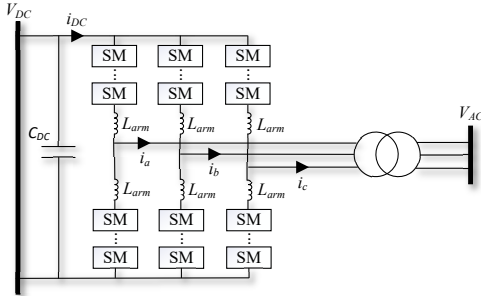 V_DC
i_DC
SM SM SM
SM SM SM
L_arm L_arm L_arm
V_AC
C_DC
i_a i_b i_c
L_arm L_arm L_arm
SM SM SM
SM SM SM